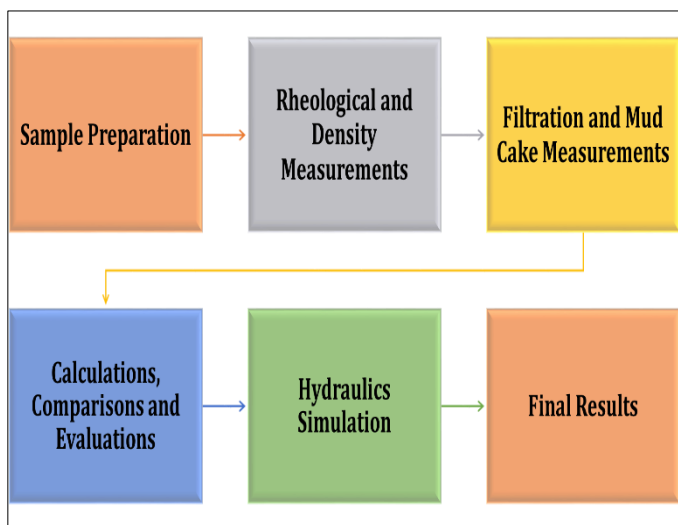 Sample Preparation
Rheological and
Density
Measurements
Filtration and Mud
Cake Measurements
Calculations,
Comparisons and
Evaluations
Hydraulics
Simulation
Final Results